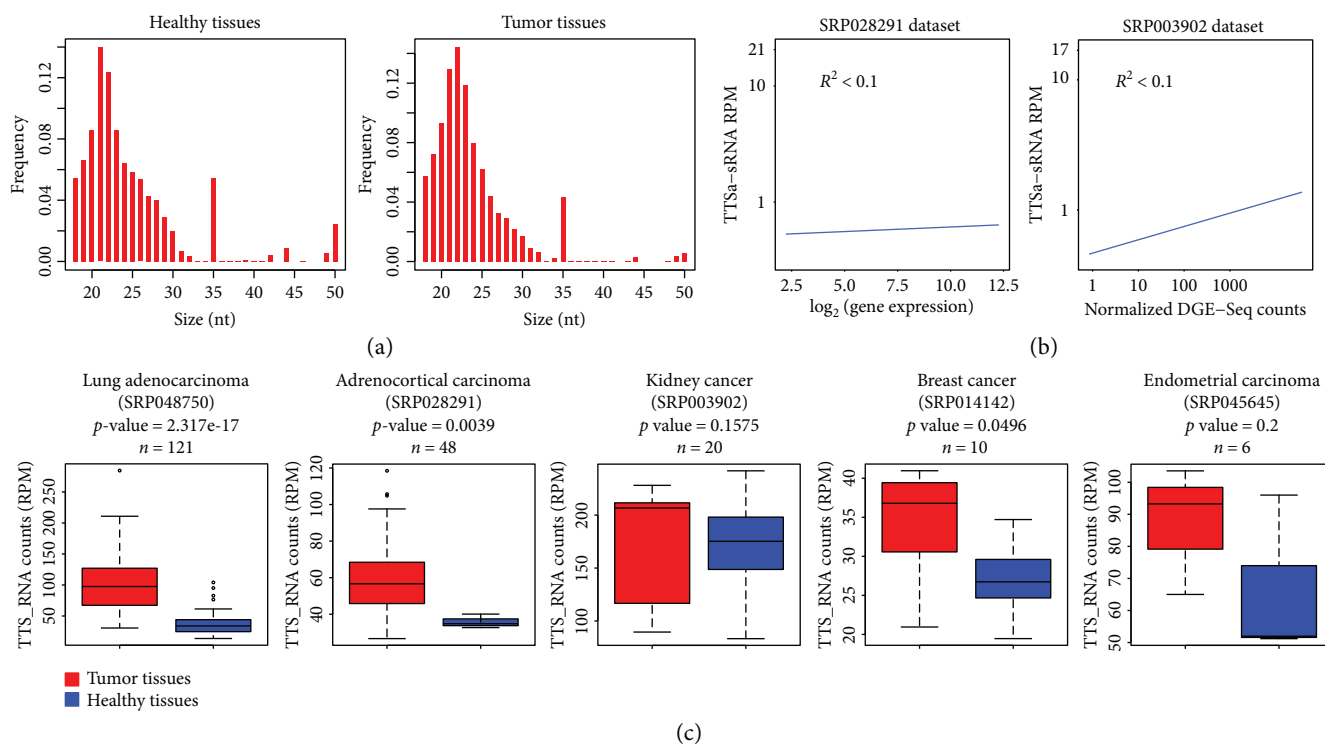 Healthy tissues
Frequency
0.12
0.08
0.04
0.00
20 25 30 35 40 45 50
Size (nt)
Tumor tissues
Frequency
0.12
0.08
0.04
0.00
20 25 30 35 40 45 50
Size (nt)
(a)
SRP028291 dataset
TTSa−sRNA RPM
21
10
1
R² < 0.1
2.5 5.0 7.5 10.0 12.5
log₂ (gene expression)
SRP003902 dataset
TTSa−sRNA RPM
17
10
1
R² < 0.1
1 10 100 1000
Normalized DGE−Seq counts
(b)
Lung adenocarcinoma
(SRP048750)
p-value = 2.317e-17
n = 121
TTS_RNA counts (RPM)
250
200
150
100
50
Adrenocortical carcinoma
(SRP028291)
p-value = 0.0039
n = 48
TTS_RNA counts (RPM)
120
100
80
60
40
Kidney cancer
(SRP003902)
p value = 0.1575
n = 20
TTS_RNA counts (RPM)
200
150
100
Breast cancer
(SRP014142)
p value = 0.0496
n = 10
TTS_RNA counts (RPM)
40
35
30
25
20
Endometrial carcinoma
(SRP045645)
p value = 0.2
n = 6
TTS_RNA counts (RPM)
100
90
80
70
60
50
Tumor tissues
Healthy tissues
(c)